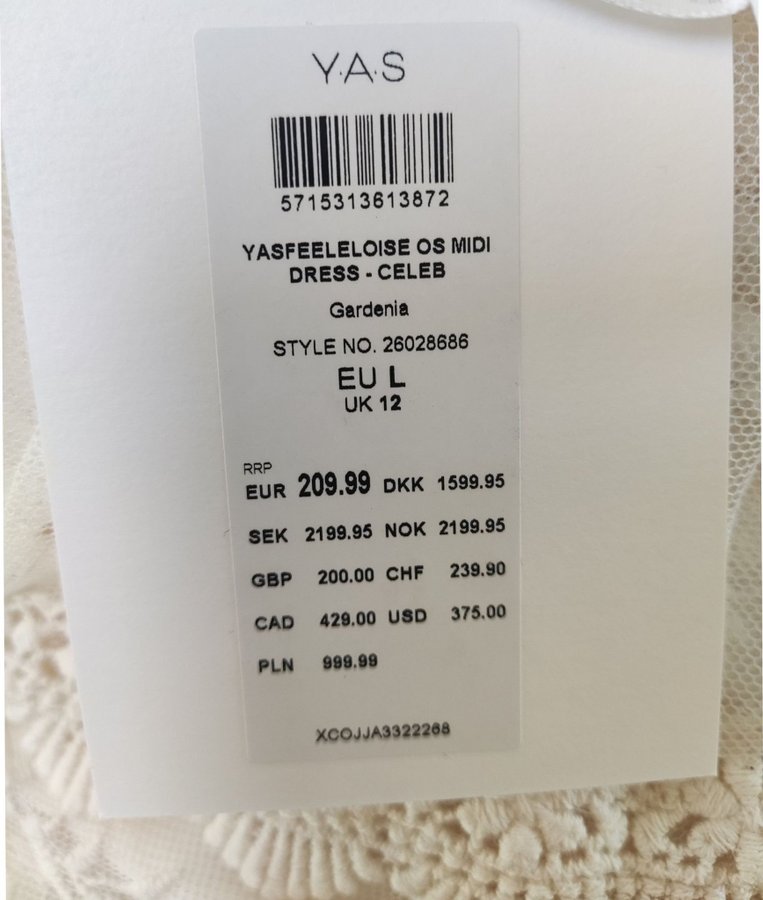 Y.A.S
5715313613872
YASFEELELOISE OS MIDI
DRESS - CELEB
Gardenia
STYLE NO. 26028686
EU L
UK 12
RRP
EUR 209.99 DKK 1599.95
SEK 2199.95 NOK 2199.95
GBP 200.00 CHF 239.90
CAD 429.00 USD 375.00
PLN 999.99
XCOJJA3322268